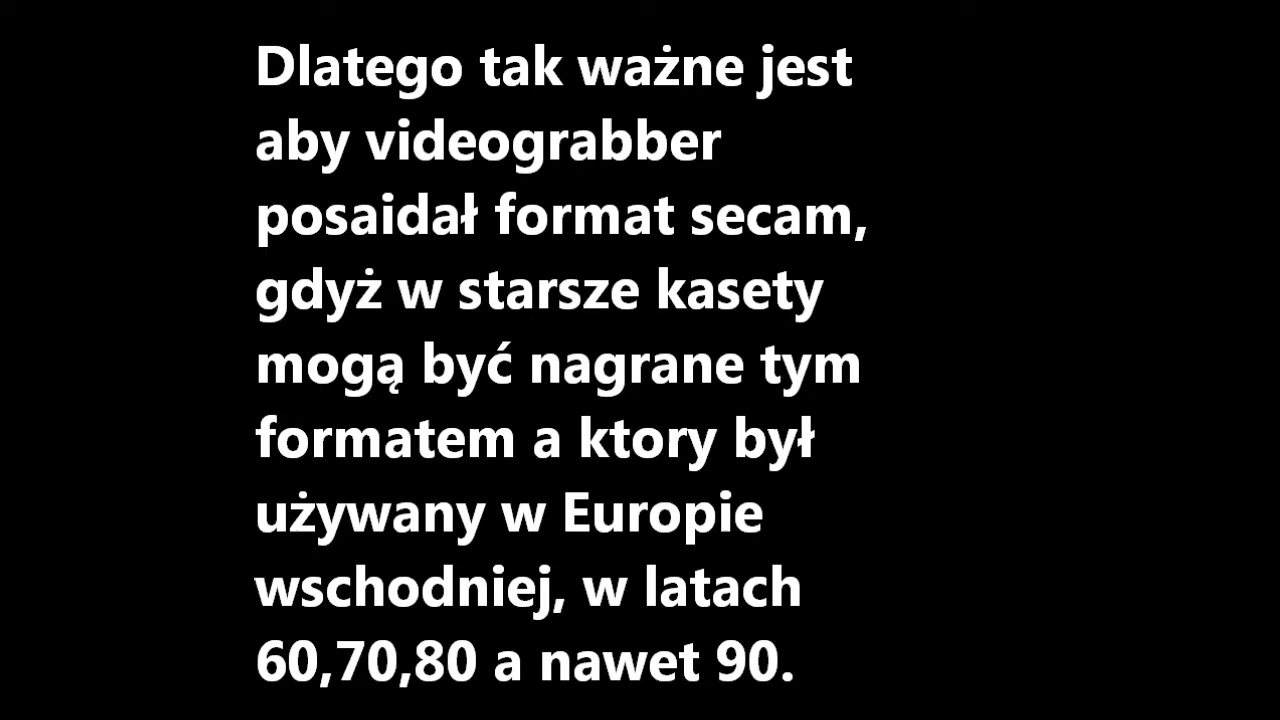 Dlatego tak ważne jest
aby videograbber
posaidał format secam,
gdyż w starsze kasety
mogą być nagrane tym
formatem a ktory był
używany w Europie
wschodniej, w latach
60,70,80 a nawet 90.